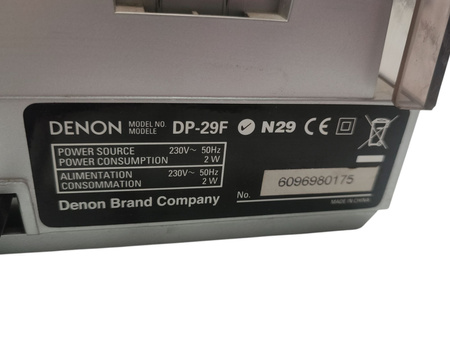 DENON MODEL NO. MODELE DP-29F N29 CE
POWER SOURCE 230V~ 50Hz
POWER CONSUMPTION 2 W
ALIMENTATION 230V~ 50Hz
CONSOMMATION 2 W
Denon Brand Company
No. 6096980175
MADE IN CHINA